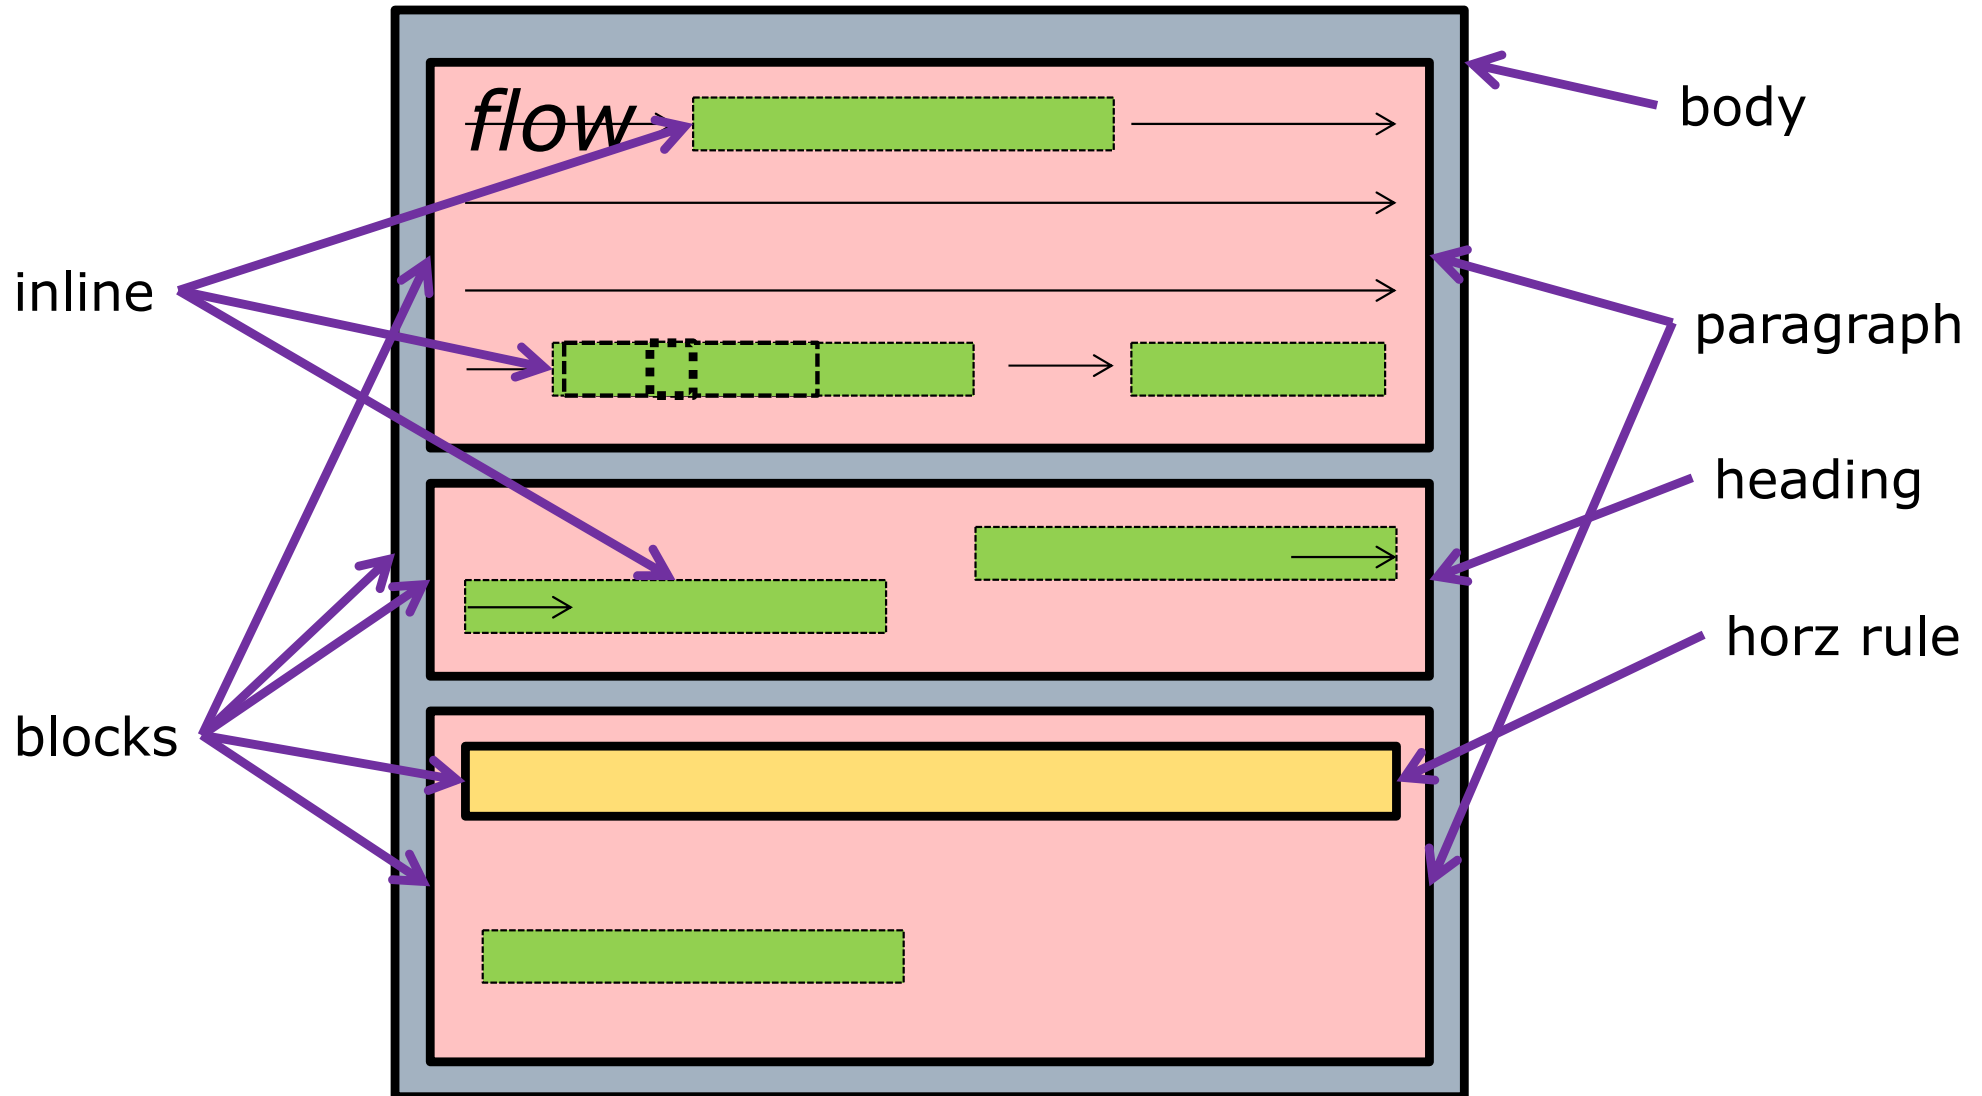 flow
body
inline
paragraph
heading
horz rule
blocks